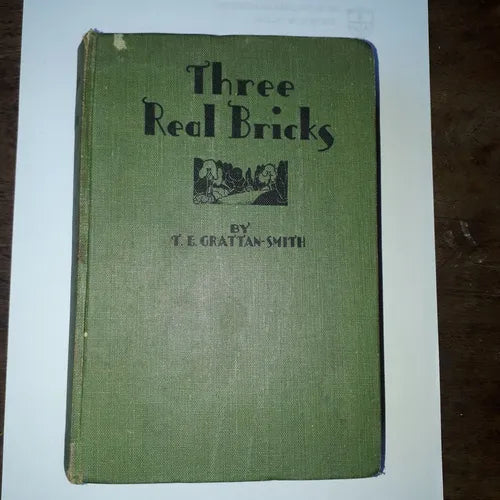 Three
Real Bricks
BY
T. E. GRATTAN-SMITH